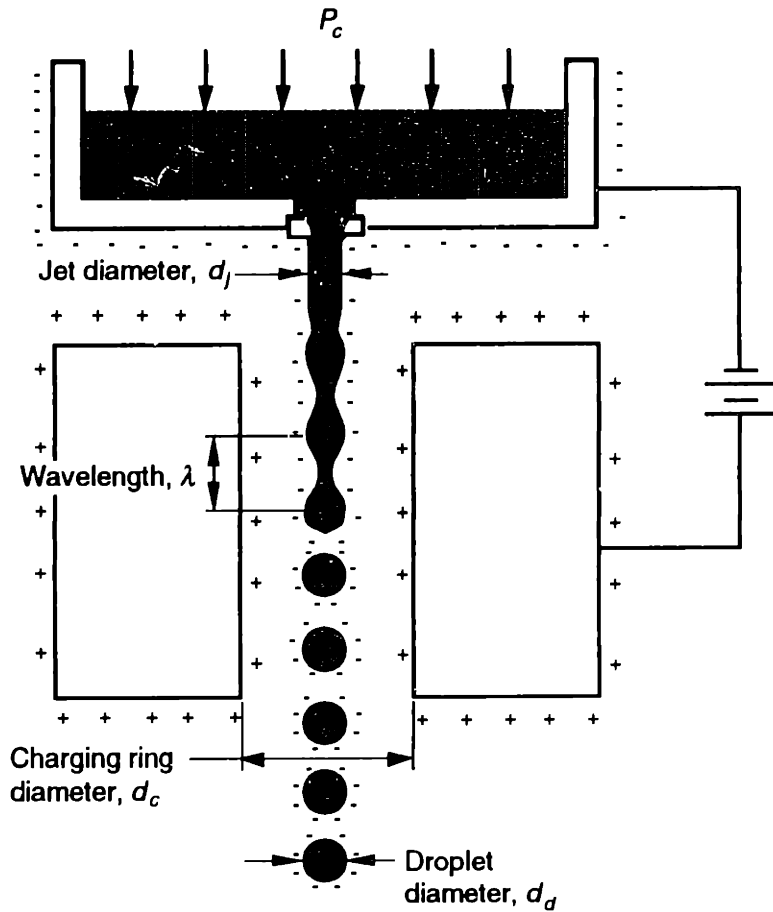 P_c
Jet diameter, d_j
Wavelength, λ
Charging ring
diameter, d_c
Droplet
diameter, d_d